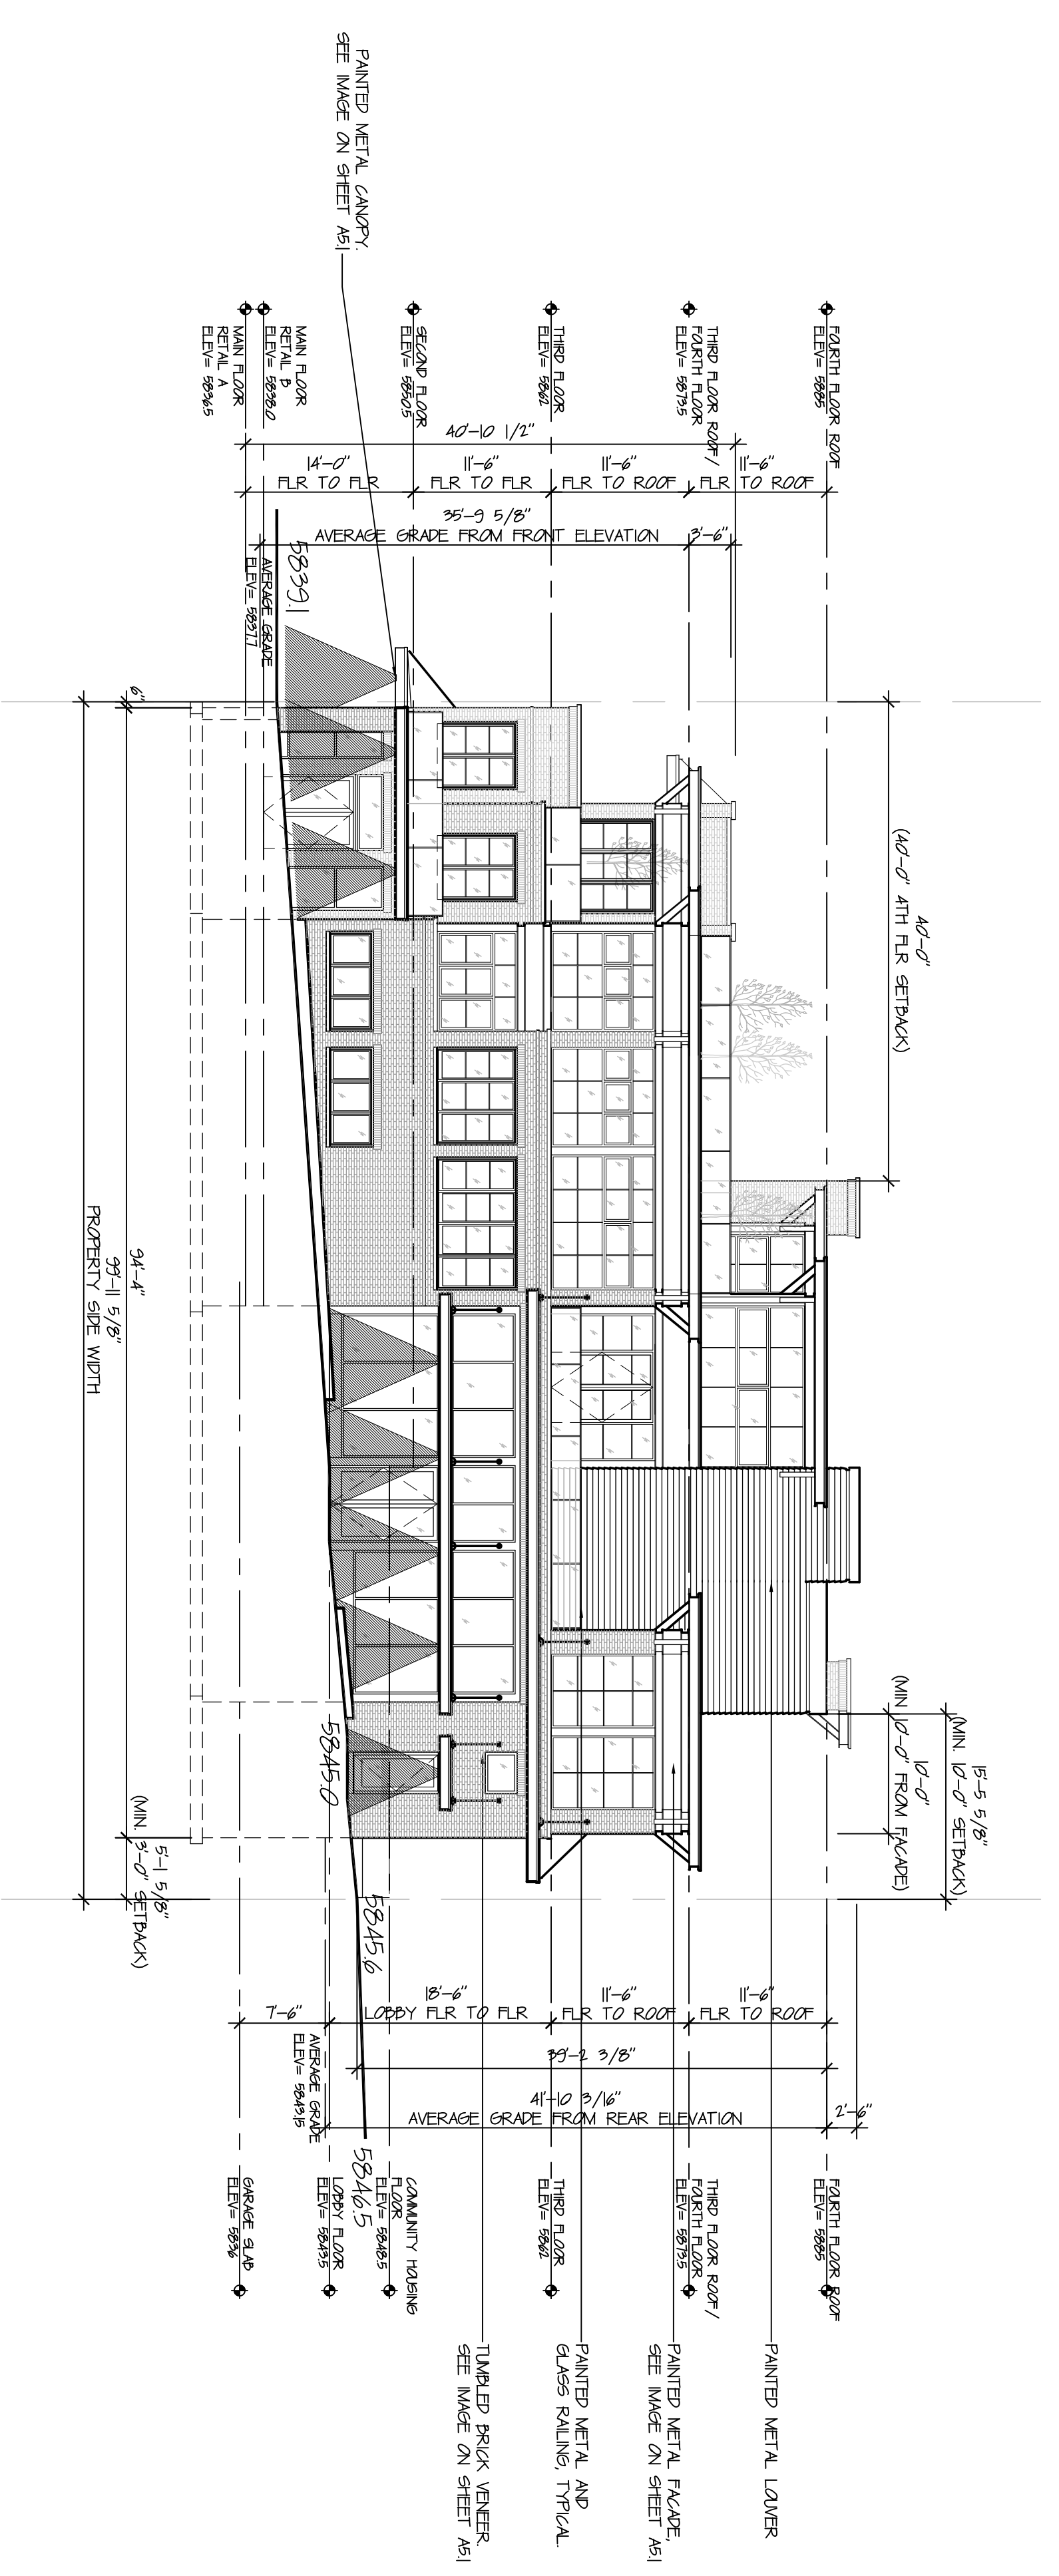 PAINTED METAL CANOPY.
SEE IMAGE ON SHEET A5.1
FOURTH FLOOR ROOF
ELEV= 5885
THIRD FLOOR ROOF/
FOURTH FLOOR
ELEV= 5873.5
THIRD FLOOR
ELEV= 5862
SECOND FLOOR
ELEV= 5850.5
MAIN FLOOR
RETAIL B
ELEV= 5838.0
MAIN FLOOR
RETAIL A
ELEV= 5836.5
40'-10 1/2"
11'-6"
FLR TO ROOF
11'-6"
FLR TO ROOF
11'-6"
FLR TO FLR
14'-0"
FLR TO FLR
3'-6"
35'-9 5/8"
AVERAGE GRADE FROM FRONT ELEVATION
5839.1
AVERAGE GRADE
ELEV= 5837.7
40'-0"
(40'-0" 4TH FLR SETBACK)
15'-5 5/8"
(MIN. 10'-0" SETBACK)
10'-0"
(MIN 10'-0" FROM FACADE)
5845.0
5845.6
6"
94'-4"
5'-1 5/8"
(MIN. 3'-0" SETBACK)
99'-11 5/8"
PROPERTY SIDE WIDTH
11'-6"
FLR TO ROOF
11'-6"
FLR TO ROOF
18'-6"
LOBBY FLR TO FLR
7'-6"
39'-2 3/8"
2'-6"
41'-10 3/16"
AVERAGE GRADE FROM REAR ELEVATION
AVERAGE GRADE
ELEV= 5843.15
5846.5
FOURTH FLOOR ROOF
ELEV= 5885
THIRD FLOOR ROOF/
FOURTH FLOOR
ELEV= 5873.5
THIRD FLOOR
ELEV= 5862
COMMUNITY HOUSING
FLOOR
ELEV= 5848.5
LOBBY FLOOR
ELEV= 5843.5
GARAGE SLAB
ELEV= 5836
PAINTED METAL LOUVER
PAINTED METAL FACADE,
SEE IMAGE ON SHEET A5.1
PAINTED METAL AND
GLASS RAILING, TYPICAL.
TUMBLED BRICK VENEER.
SEE IMAGE ON SHEET A5.1